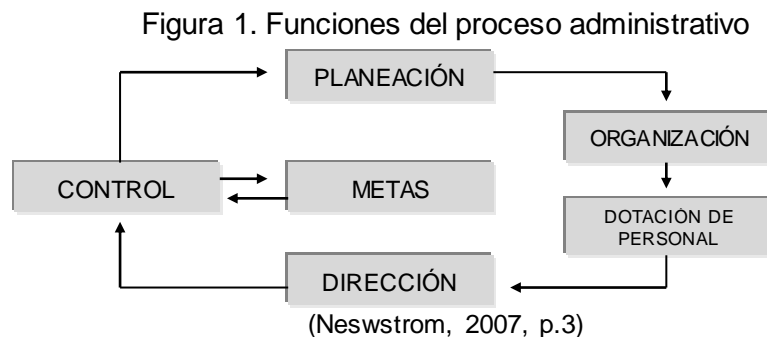 Figura 1. Funciones del proceso administrativo
PLANEACIÓN
ORGANIZACIÓN
CONTROL
METAS
DOTACIÓN DE
PERSONAL
DIRECCIÓN
(Neswstrom, 2007, p.3)